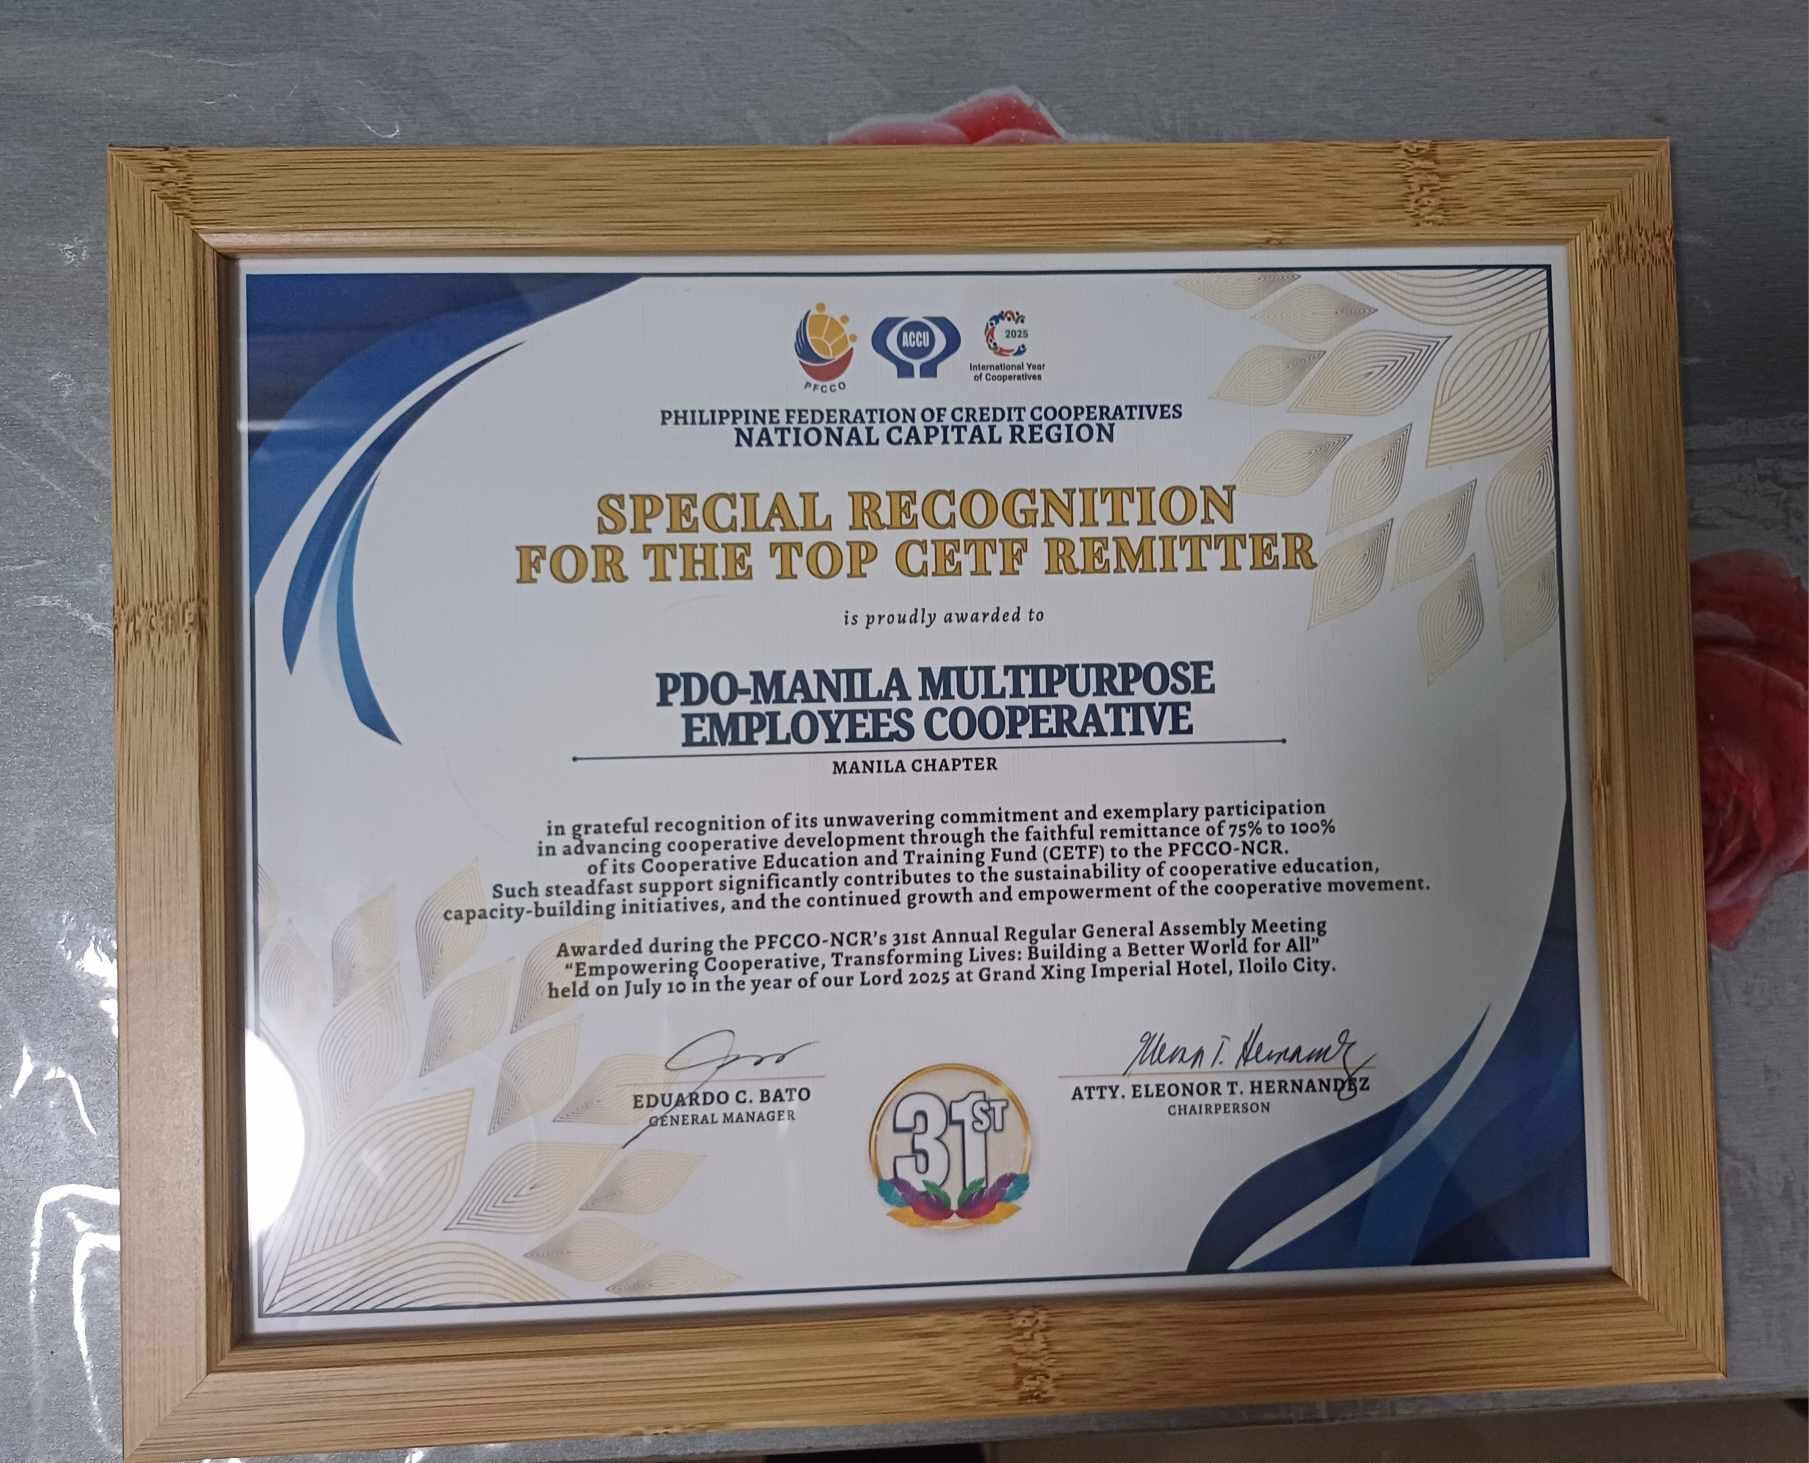 PFCCO
ACCU
2025
International Year
of Cooperatives
PHILIPPINE FEDERATION OF CREDIT COOPERATIVES
NATIONAL CAPITAL REGION
SPECIAL RECOGNITION
FOR THE TOP CETF REMITTER
is proudly awarded to
PDO-MANILA MULTIPURPOSE
EMPLOYEES COOPERATIVE
MANILA CHAPTER
in grateful recognition of its unwavering commitment and exemplary participation
in advancing cooperative development through the faithful remittance of 75% to 100%
of its Cooperative Education and Training Fund (CETF) to the PFCCO-NCR.
Such steadfast support significantly contributes to the sustainability of cooperative education,
capacity-building initiatives, and the continued growth and empowerment of the cooperative movement.
Awarded during the PFCCO-NCR's 31st Annual Regular General Assembly Meeting
"Empowering Cooperative, Transforming Lives: Building a Better World for All"
held on July 10 in the year of our Lord 2025 at Grand Xing Imperial Hotel, Iloilo City.
EDUARDO C. BATO
GENERAL MANAGER
31ST
ATTY. ELEONOR T. HERNANDEZ
CHAIRPERSON